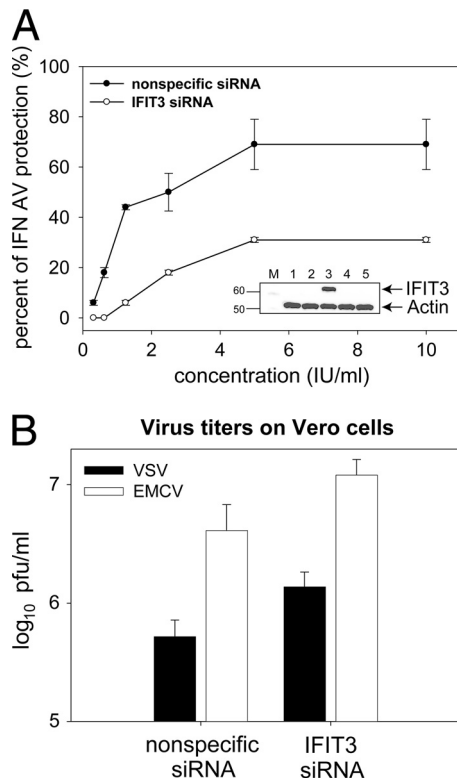 A
percent of IFN AV protection (%)
100
80
60
40
20
0
nonspecific siRNA
IFIT3 siRNA
M 1 2 3 4 5
60
50
IFIT3
Actin
0 2 4 6 8 10
concentration (IU/ml)
B
Virus titers on Vero cells
VSV
EMCV
log10 pfu/ml
7
6
5
nonspecific IFIT3
siRNA siRNA